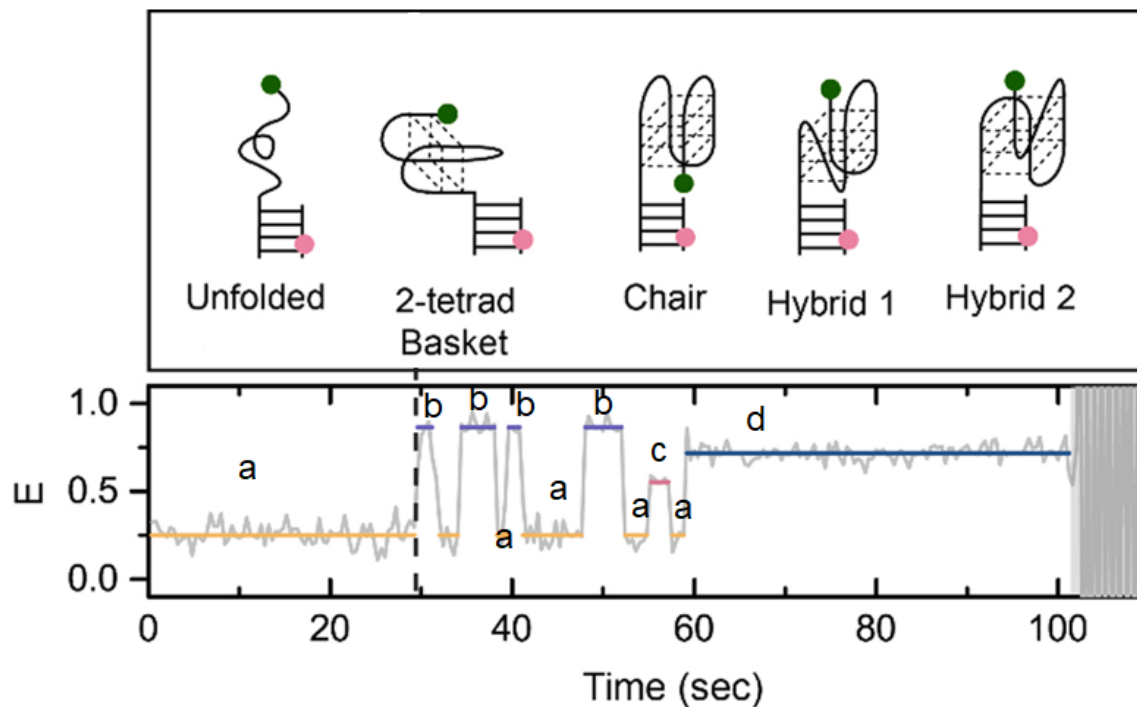 Unfolded
2-tetrad
Basket
Chair
Hybrid 1
Hybrid 2
E
1.0
0.5
0.0
a
b
b
b
b
a
a
a
c
a
d
0
20
40
60
80
100
Time (sec)